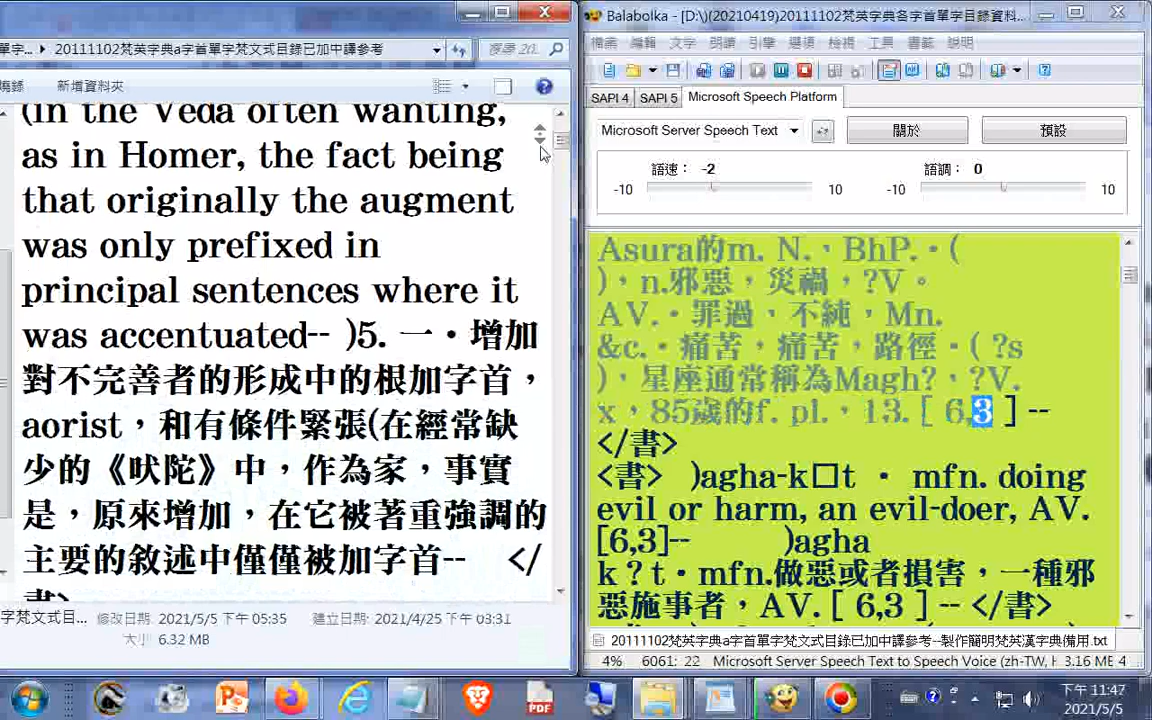 單字... ▸ 20111102梵英字典a字首單字梵文式目錄已加中譯參考
搜尋 20...
燒錄 新增資料夾
(in the Veda often wanting,
as in Homer, the fact being
that originally the augment
was only prefixed in
principal sentences where it
was accentuated-- )5. 一‧增加
對不完善者的形成中的根加字首，
aorist，和有條件緊張(在經常缺
少的《吠陀》中，作為家，事實
是，原來增加，在它被著重強調的
主要的敘述中僅僅被加字首-- </
書>
字梵文式目... 修改日期: 2021/5/5 下午 05:35 建立日期: 2021/4/25 下午 03:31
大小: 6.32 MB
Balabolka - [D:\)(20210419)20111102梵英字典各字首單字目錄資料...
檔案 編輯 文字 朗讀 引擎 選項 檢視 工具 書籤 說明
SAPI 4 SAPI 5 Microsoft Speech Platform
Microsoft Server Speech Text 關於 預設
語速: -2 語調: 0
-10 10 -10 10
Asura的m. N.，BhP.‧(
)，n.邪惡，災禍，?V。
AV.‧罪過，不純，Mn.
&c.‧痛苦，痛苦，路徑‧( ?s
)，星座通常稱為Magh?，?V.
x，85歲的f. pl.，13. [ 6,3 ] --
</書>
<書> )agha-k□t ‧ mfn. doing
evil or harm, an evil-doer, AV.
[6,3]-- )agha
k ? t‧mfn.做惡或者損害，一種邪
惡施事者，AV. [ 6,3 ] -- </書>
20111102梵英字典a字首單字梵文式目錄已加中譯參考--製作簡明梵英漢字典備用.txt
4% 6061: 22 Microsoft Server Speech Text to Speech Voice (zh-TW, H 3.16 ME 4
PDF
下午 11:47
2021/5/5